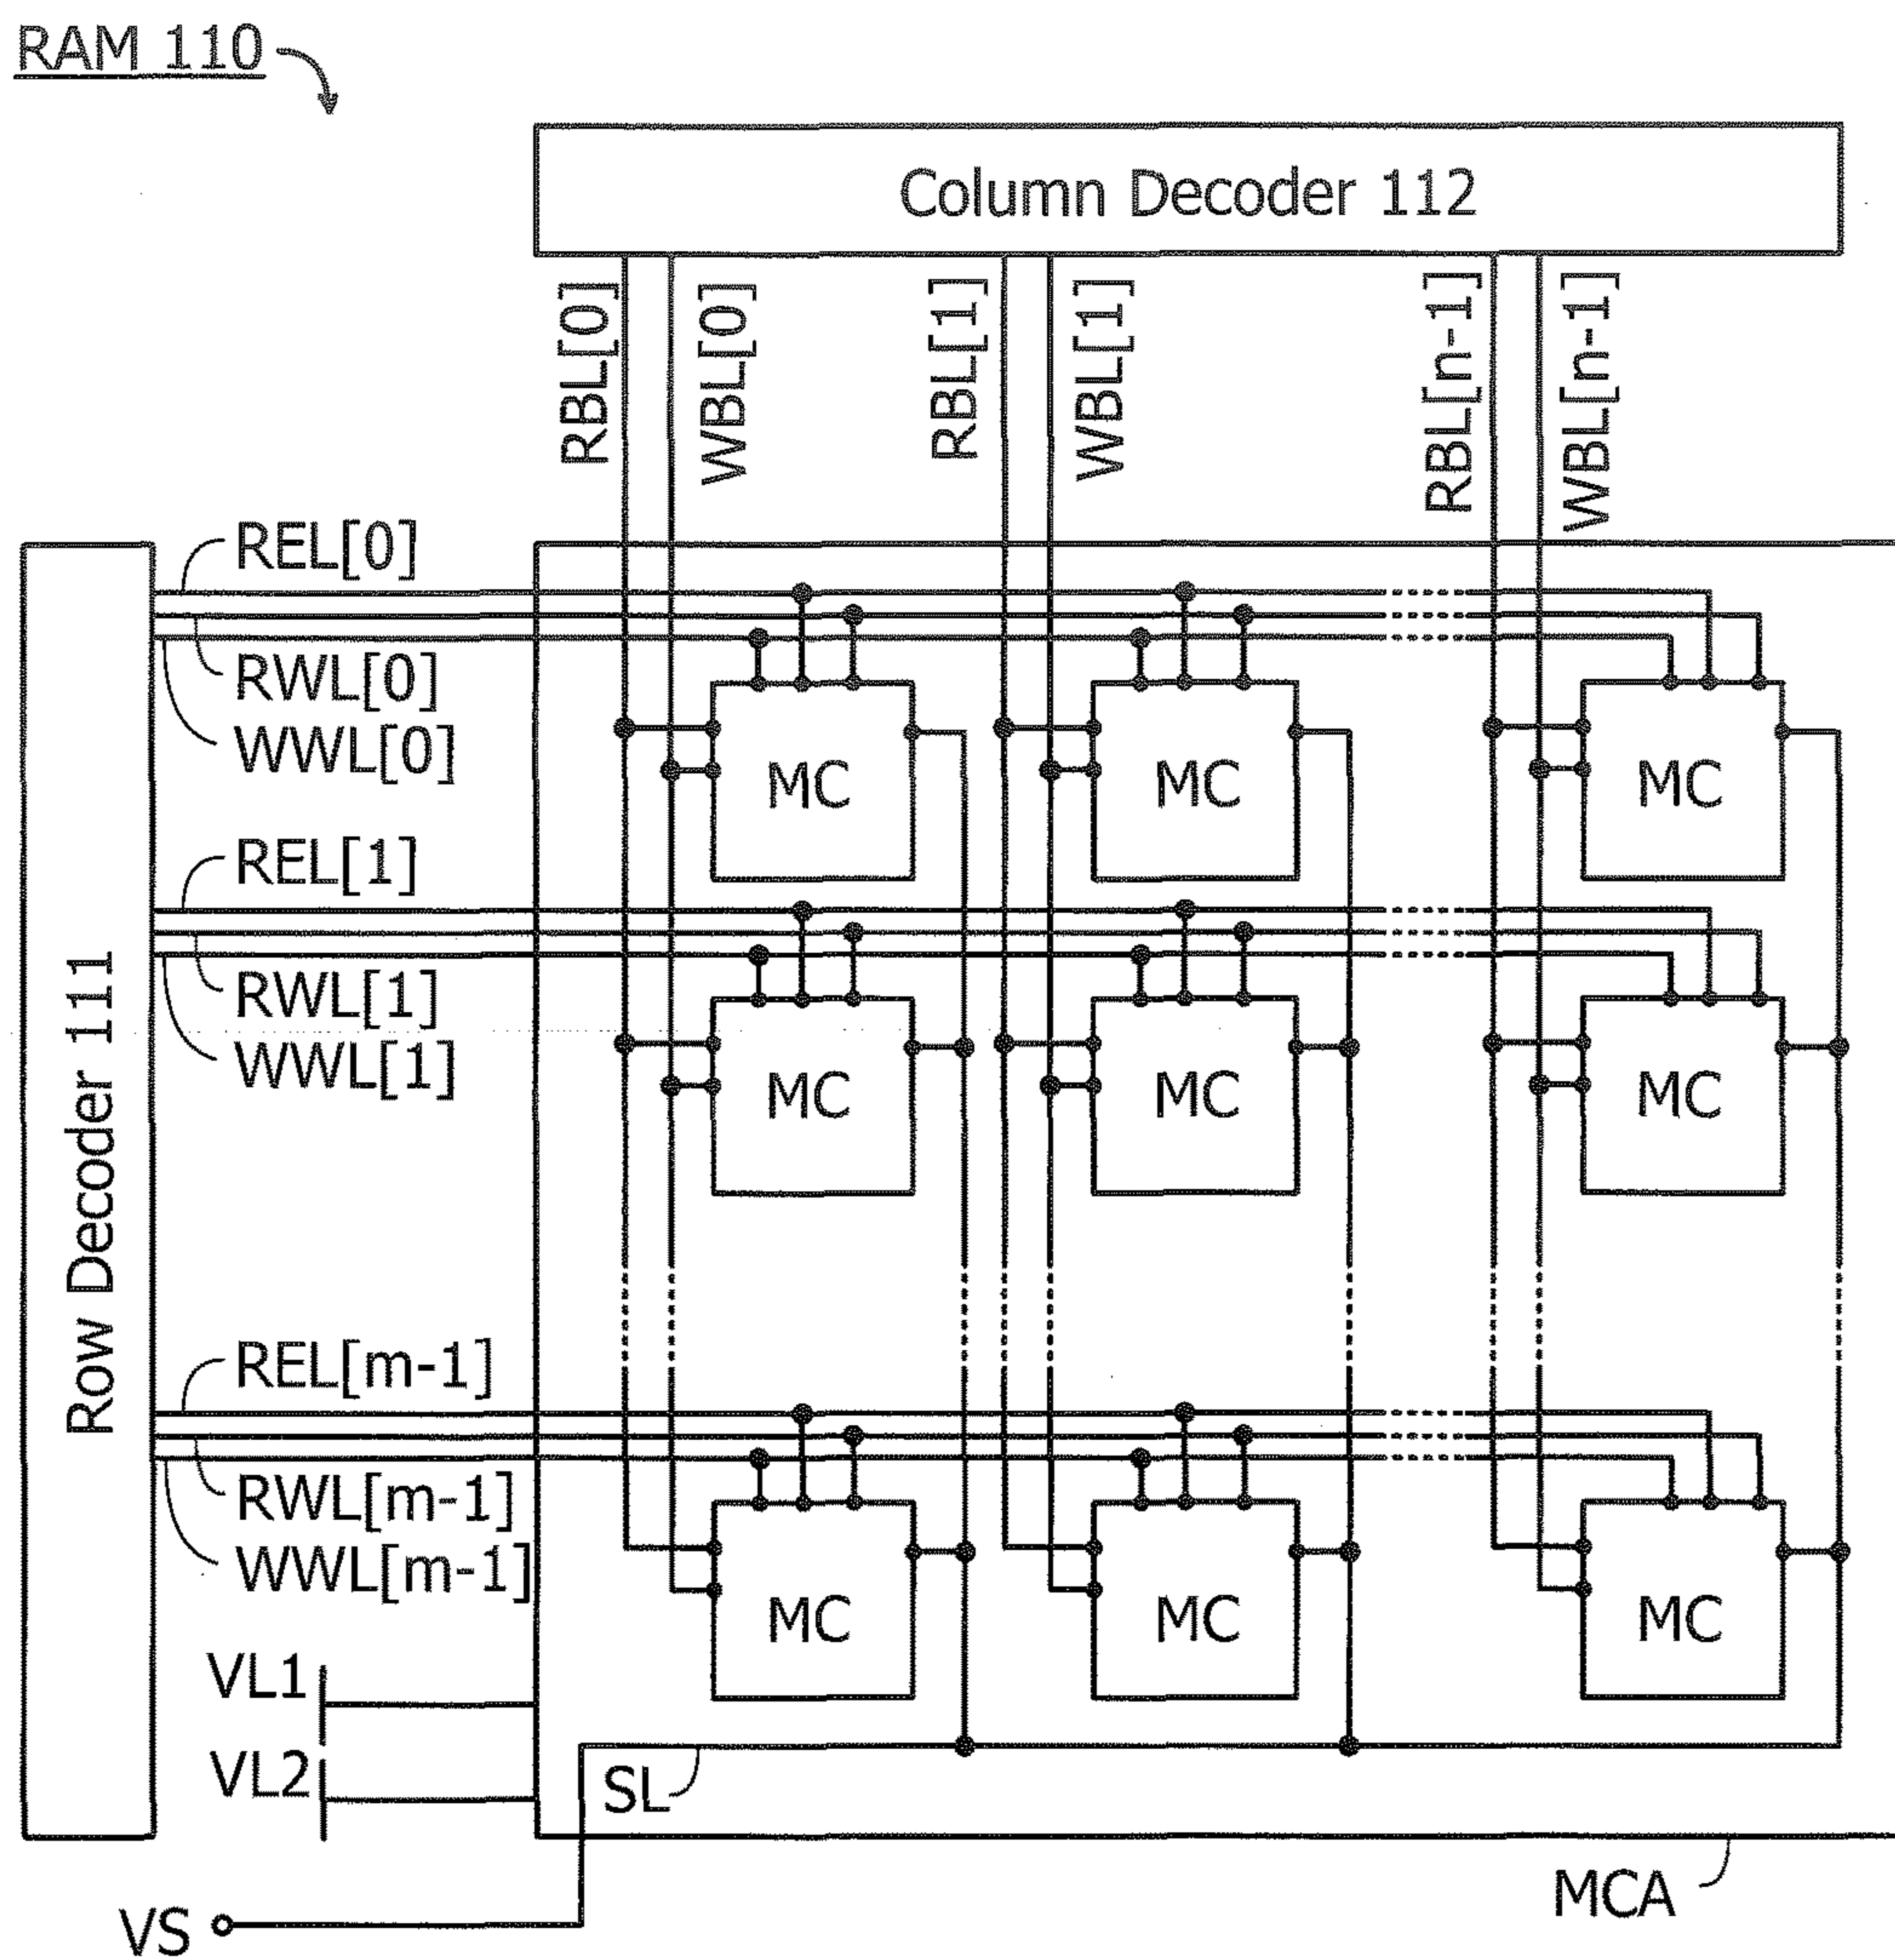 RAM 110
Column Decoder 112
RBL[0]
WBL[0]
RBL[1]
WBL[1]
RBL[n-1]
WBL[n-1]
Row Decoder 111
REL[0]
RWL[0]
WWL[0]
MC
MC
MC
REL[1]
RWL[1]
WWL[1]
MC
MC
MC
REL[m-1]
RWL[m-1]
WWL[m-1]
MC
MC
MC
VL1
VL2
SL
MCA
VS